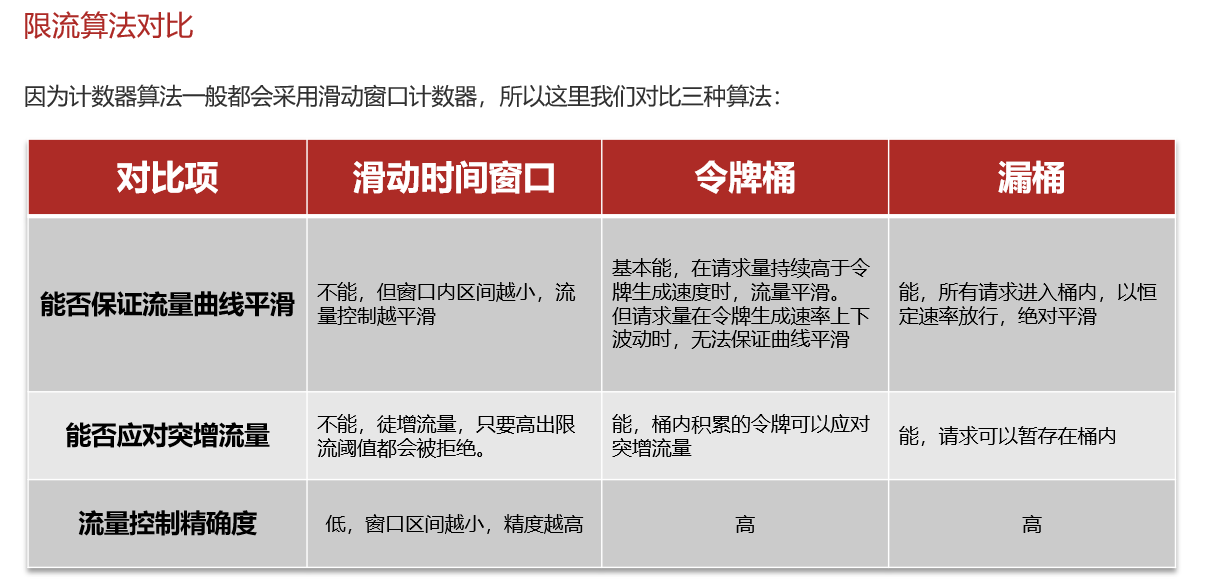 限流算法对比
因为计数器算法一般都会采用滑动窗口计数器，所以这里我们对比三种算法：
对比项
滑动时间窗口
令牌桶
漏桶
能否保证流量曲线平滑
不能，但窗口内区间越小，流
量控制越平滑
基本能，在请求量持续高于令
牌生成速度时，流量平滑。
但请求量在令牌生成速率上下
波动时，无法保证曲线平滑
能，所有请求进入桶内，以恒
定速率放行，绝对平滑
能否应对突增流量
不能，徒增流量，只要高出限
流阈值都会被拒绝。
能，桶内积累的令牌可以应对
突增流量
能，请求可以暂存在桶内
流量控制精确度
低，窗口区间越小，精度越高
高
高